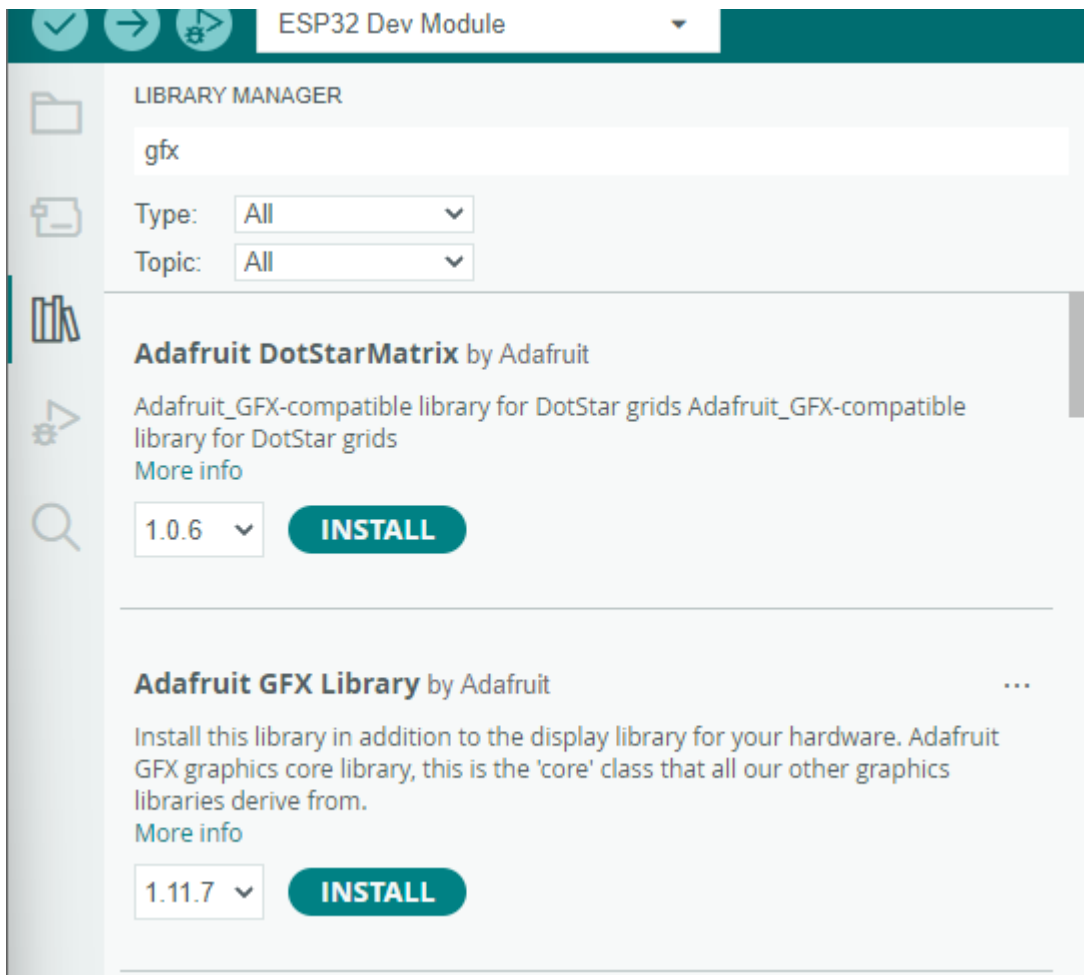 ESP32 Dev Module
LIBRARY MANAGER
gfx
Type: All
Topic: All
Adafruit DotStarMatrix by Adafruit
Adafruit_GFX-compatible library for DotStar grids Adafruit_GFX-compatible
library for DotStar grids
More info
1.0.6 INSTALL
Adafruit GFX Library by Adafruit ...
Install this library in addition to the display library for your hardware. Adafruit
GFX graphics core library, this is the 'core' class that all our other graphics
libraries derive from.
More info
1.11.7 INSTALL